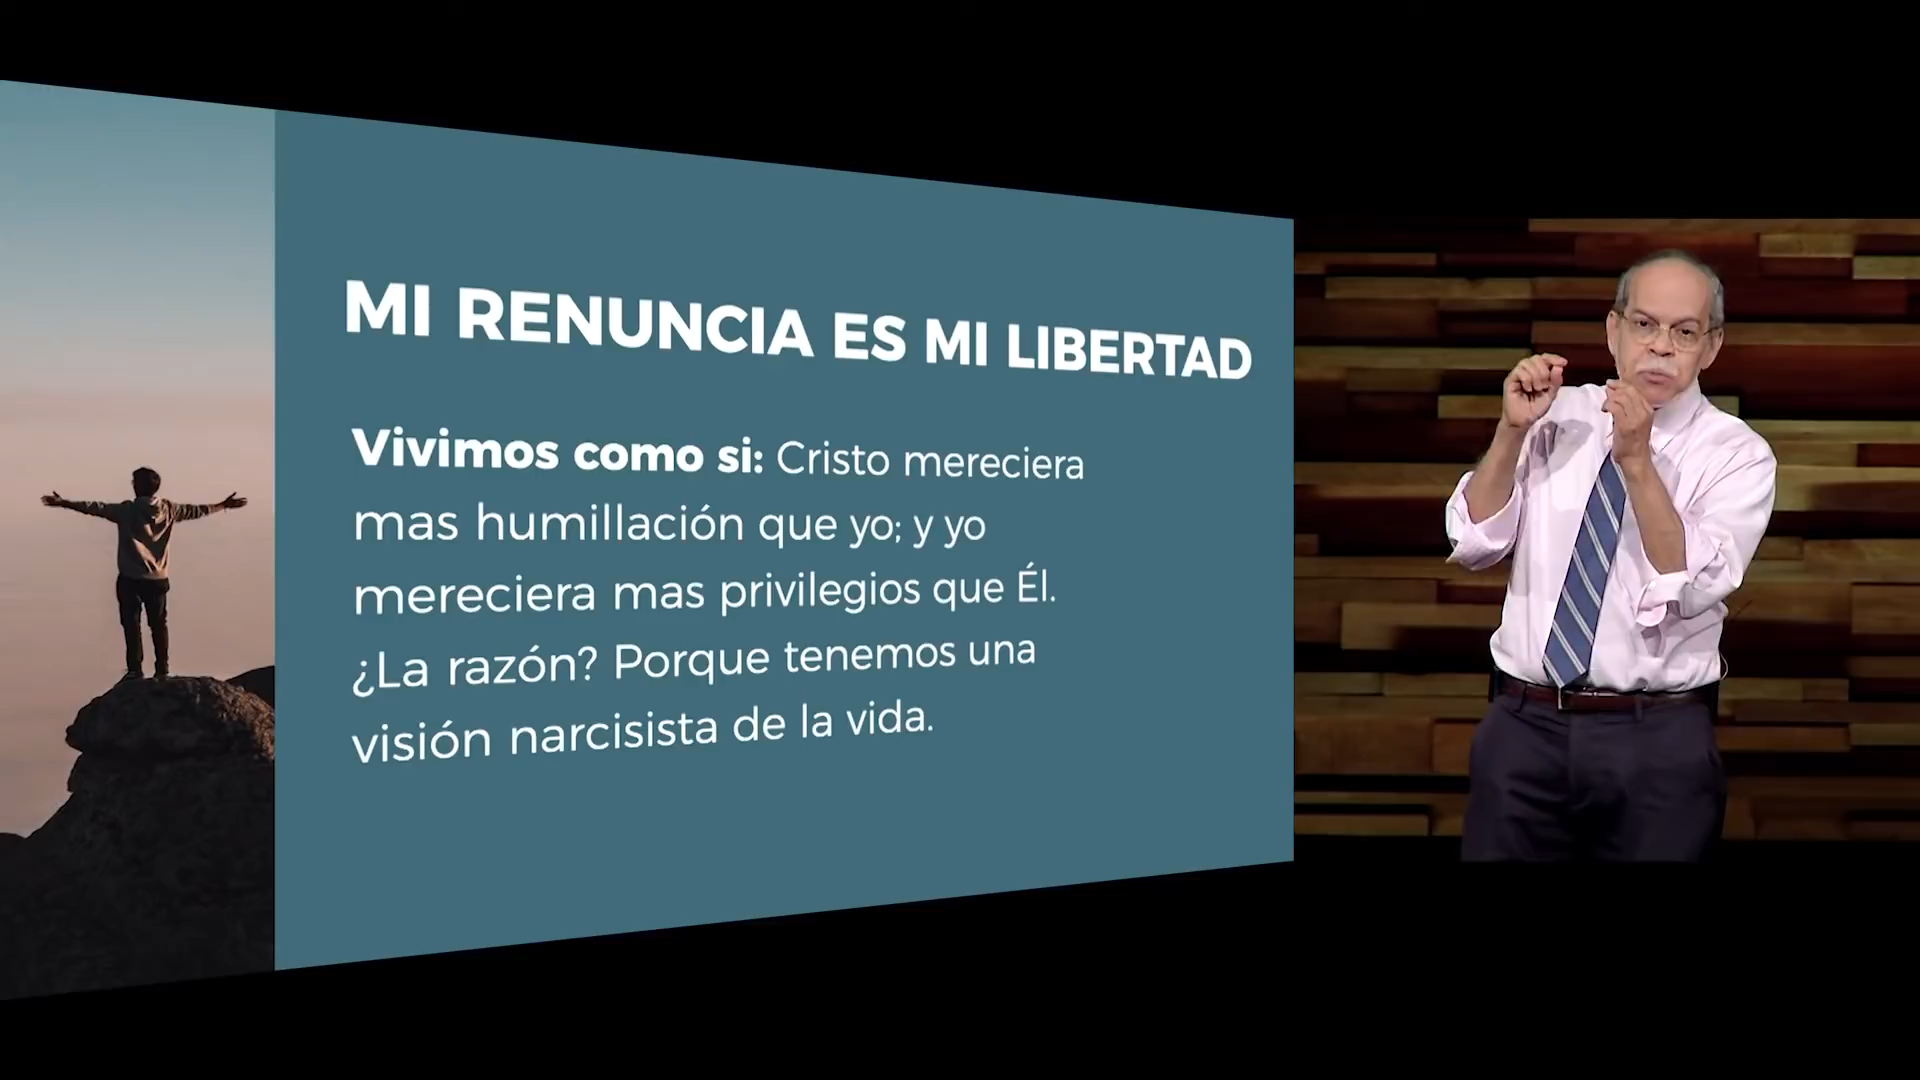 MI RENUNCIA ES MI LIBERTAD
Vivimos como si: Cristo mereciera
mas humillación que yo; y yo
mereciera mas privilegios que Él.
¿La razón? Porque tenemos una
visión narcisista de la vida.